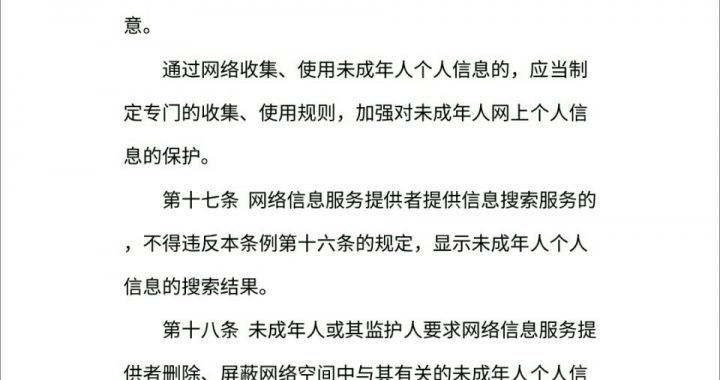 意。
通过网络收集、使用未成年人个人信息的，应当制
定专门的收集、使用规则，加强对未成年人网上个人信
息的保护。
第十七条 网络信息服务提供者提供信息搜索服务的
，不得违反本条例第十六条的规定，显示未成年人个人
信息的搜索结果。
第十八条 未成年人或其监护人要求网络信息服务提
供者删除、屏蔽网络空间中与其有关的未成年人个人信